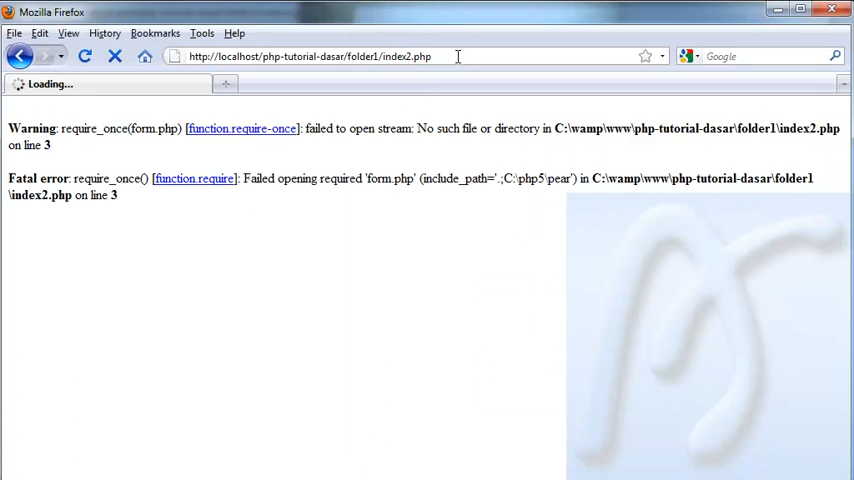 Mozilla Firefox
File Edit View History Bookmarks Tools Help
http://localhost/php-tutorial-dasar/folder1/index2.php
Google
Loading...
Warning: require_once(form.php) [function.require-once]: failed to open stream: No such file or directory in C:\wamp\www\php-tutorial-dasar\folder1\index2.php
on line 3
Fatal error: require_once() [function.require]: Failed opening required 'form.php' (include_path='.;C:\php5\pear') in C:\wamp\www\php-tutorial-dasar\folder1
\index2.php on line 3